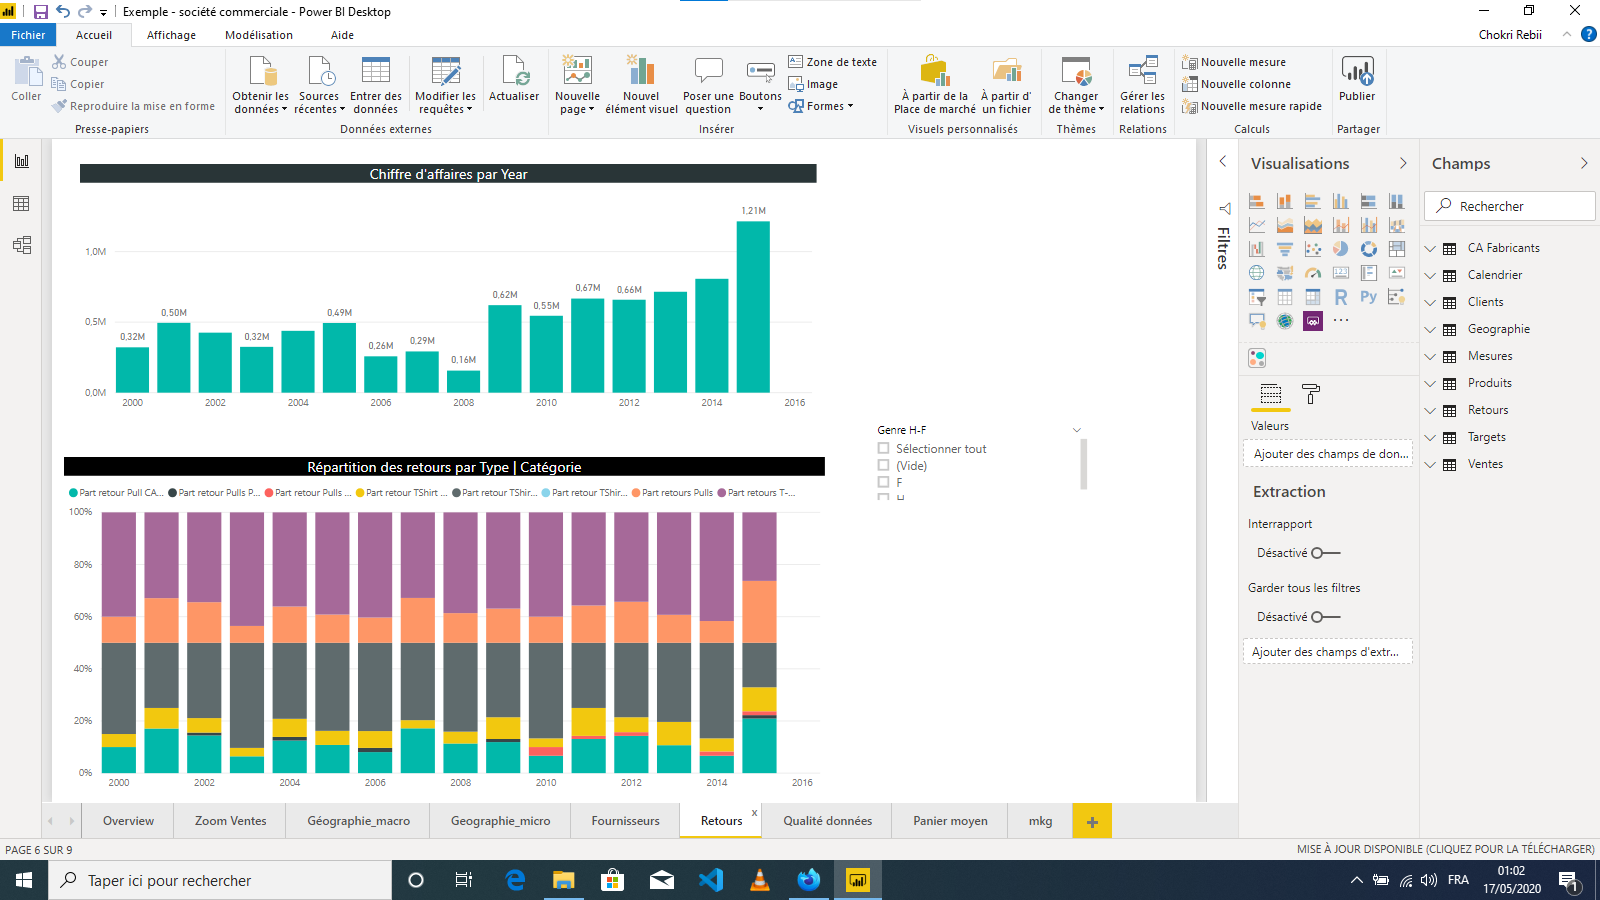 Exemple - société commerciale - Power BI Desktop
Fichier
Accueil
Affichage
Modélisation
Aide
Chokri Rebii
?
Coller
Couper
Copier
Reproduire la mise en forme
Presse-papiers
Obtenir les
données
Sources
récentes
Entrer des
données
Modifier les
requêtes
Actualiser
Données externes
Nouvelle
page
Nouvel
élément visuel
Poser une
question
Boutons
Zone de texte
Image
Formes
Insérer
À partir de la
Place de marché
À partir d'
un fichier
Visuels personnalisés
Changer
de thème
Thèmes
Gérer les
relations
Relations
Nouvelle mesure
Nouvelle colonne
Nouvelle mesure rapide
Calculs
Publier
Partager
Chiffre d'affaires par Year
1,0M
0,5M
0,0M
0,32M
0,50M
0,32M
0,49M
0,26M
0,29M
0,16M
0,62M
0,55M
0,67M
0,66M
1,21M
2000
2002
2004
2006
2008
2010
2012
2014
2016
Genre H-F
Sélectionner tout
(Vide)
F
Répartition des retours par Type | Catégorie
Part retour Pull CA...
Part retour Pulls P...
Part retour Pulls ...
Part retour TShirt ...
Part retour TShir...
Part retour TShir...
Part retours Pulls
Part retours T-...
100%
80%
60%
40%
20%
0%
2000
2002
2004
2006
2008
2010
2012
2014
2016
Filtres
Visualisations
R
Py
Valeurs
Ajouter des champs de don...
Extraction
Interrapport
Désactivé
Garder tous les filtres
Désactivé
Ajouter des champs d'extr...
Champs
Rechercher
CA Fabricants
Calendrier
Clients
Geographie
Mesures
Produits
Retours
Targets
Ventes
Overview
Zoom Ventes
Géographie_macro
Geographie_micro
Fournisseurs
Retours
x
Qualité données
Panier moyen
mkg
+
PAGE 6 SUR 9
MISE À JOUR DISPONIBLE (CLIQUEZ POUR LA TÉLÉCHARGER)
Taper ici pour rechercher
FRA
01:02
17/05/2020
1